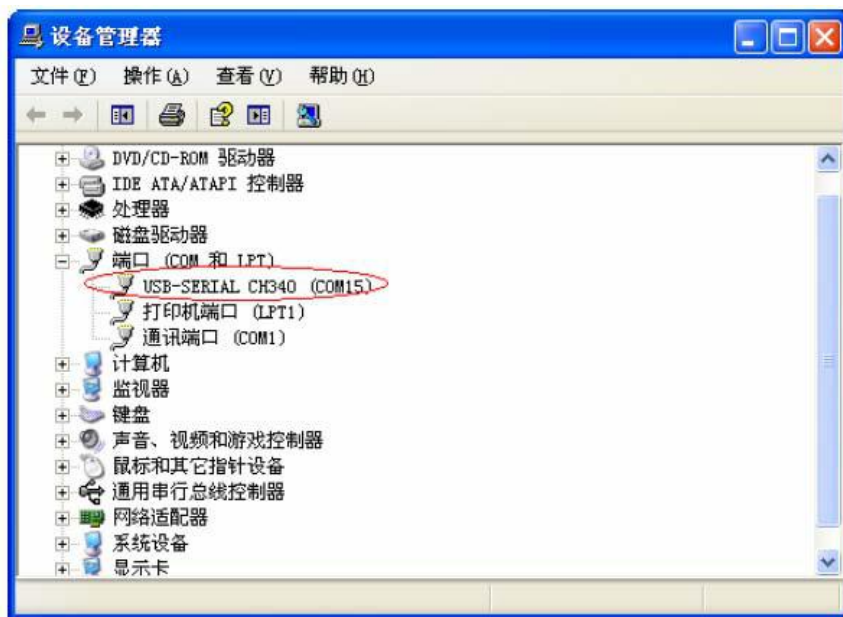 设备管理器
文件(F) 操作(A) 查看(V) 帮助(H)
DVD/CD-ROM 驱动器
IDE ATA/ATAPI 控制器
处理器
磁盘驱动器
端口 (COM 和 LPT)
USB-SERIAL CH340 (COM15)
打印机端口 (LPT1)
通讯端口 (COM1)
计算机
监视器
键盘
声音、视频和游戏控制器
鼠标和其它指针设备
通用串行总线控制器
网络适配器
系统设备
显示卡